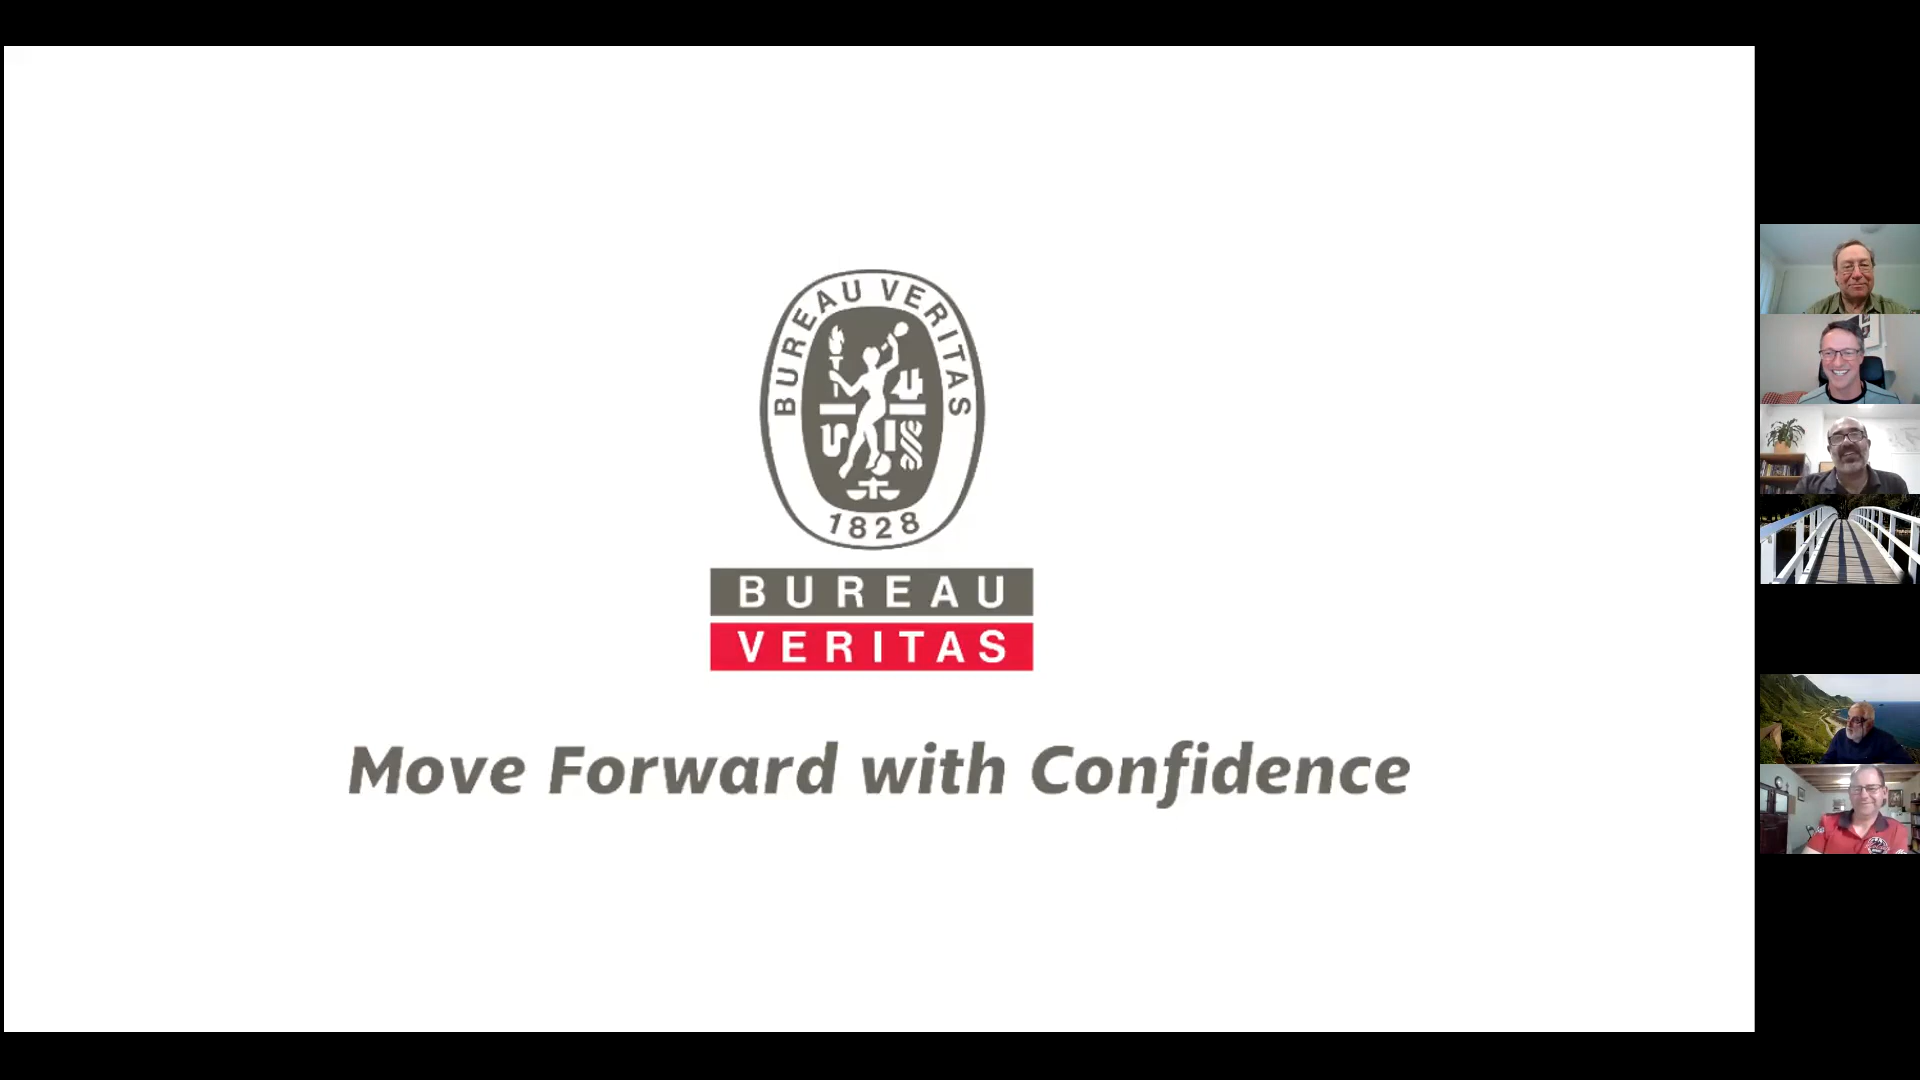 BUREAU VERITAS
1828
BUREAU
VERITAS
Move Forward with Confidence